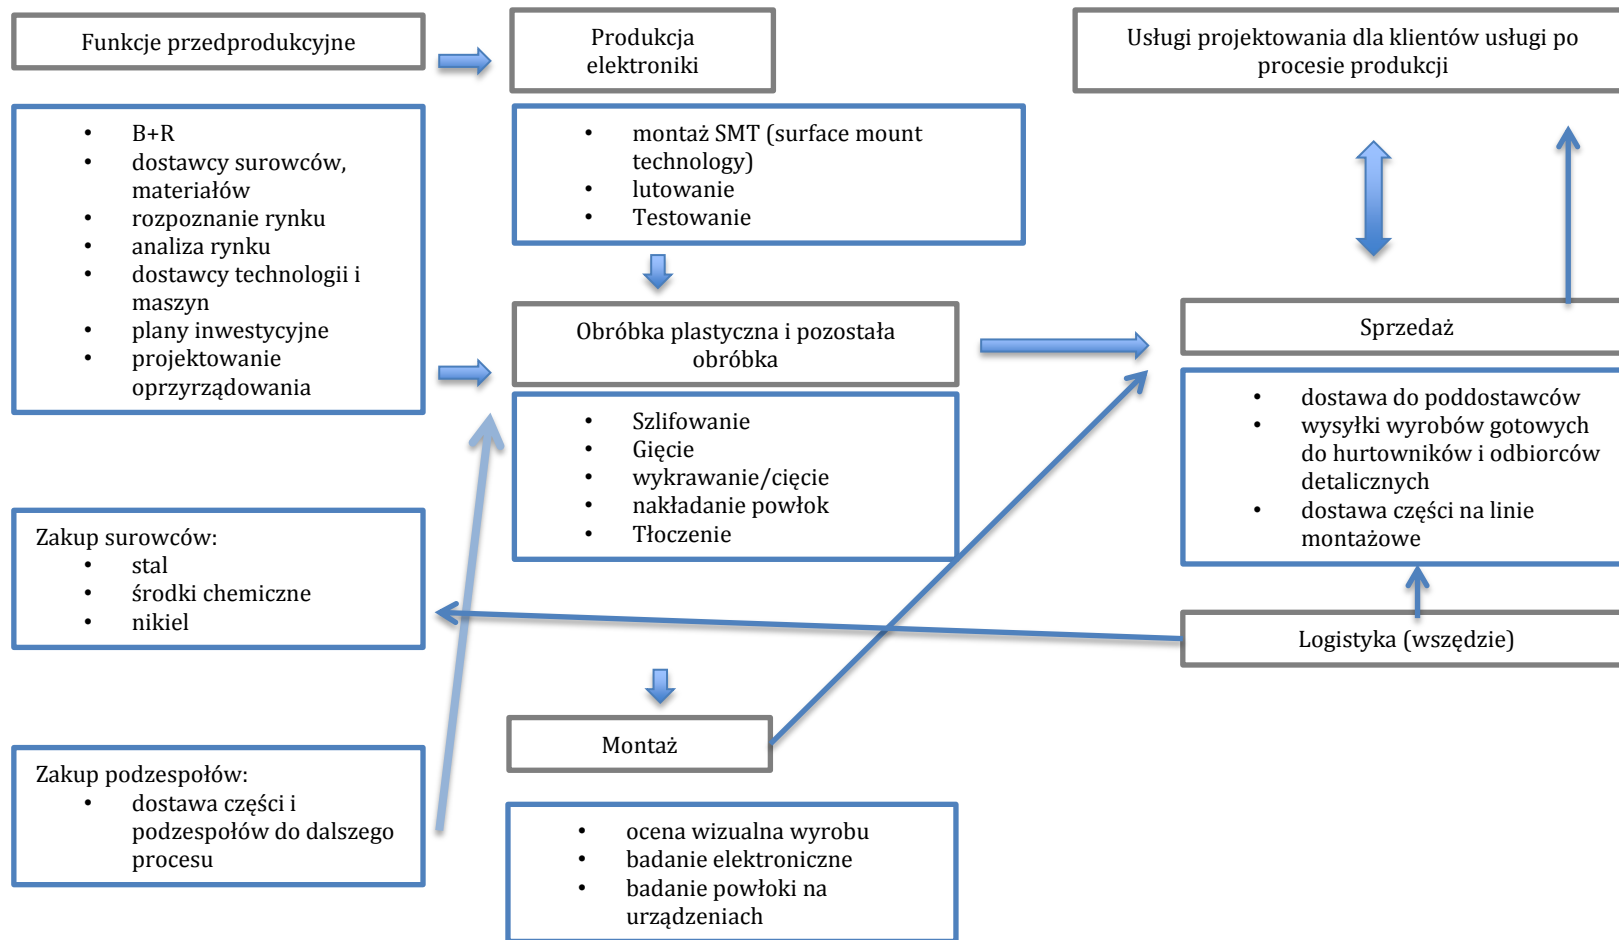 Funkcje przedprodukcyjne
• B+R
• dostawcy surowców,
materiałów
• rozpoznanie rynku
• analiza rynku
• dostawcy technologii i
maszyn
• plany inwestycyjne
• projektowanie
oprzyrządowania
Zakup surowców:
• stal
• środki chemiczne
• nikiel
Zakup podzespołów:
• dostawa części i
podzespołów do dalszego
procesu
Produkcja
elektroniki
• montaż SMT (surface mount
technology)
• lutowanie
• Testowanie
Obróbka plastyczna i pozostała
obróbka
• Szlifowanie
• Gięcie
• wykrawanie/cięcie
• nakładanie powłok
• Tłoczenie
Montaż
• ocena wizualna wyrobu
• badanie elektroniczne
• badanie powłoki na
urządzeniach
Usługi projektowania dla klientów usługi po
procesie produkcji
Sprzedaż
• dostawa do poddostawców
• wysyłki wyrobów gotowych
do hurtowników i odbiorców
detalicznych
• dostawa części na linie
montażowe
Logistyka (wszędzie)